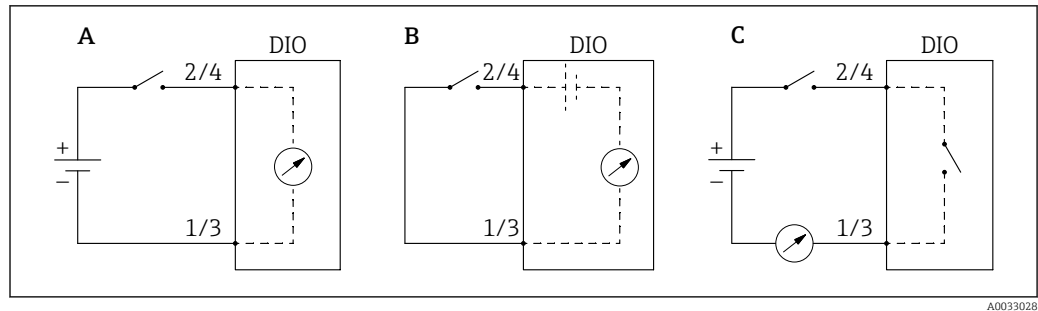 A DIO 2/4 + − 1/3
B DIO 2/4 1/3
C DIO 2/4 + − 1/3
A0033028